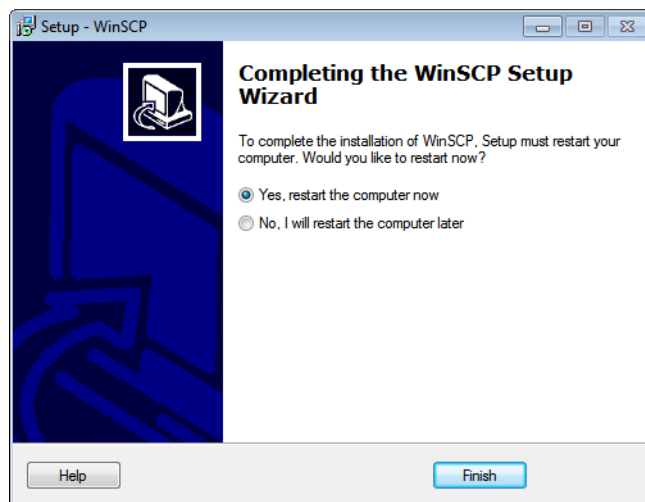 Setup - WinSCP
Completing the WinSCP Setup
Wizard
To complete the installation of WinSCP, Setup must restart your
computer. Would you like to restart now?
Yes, restart the computer now
No, I will restart the computer later
Help
Finish